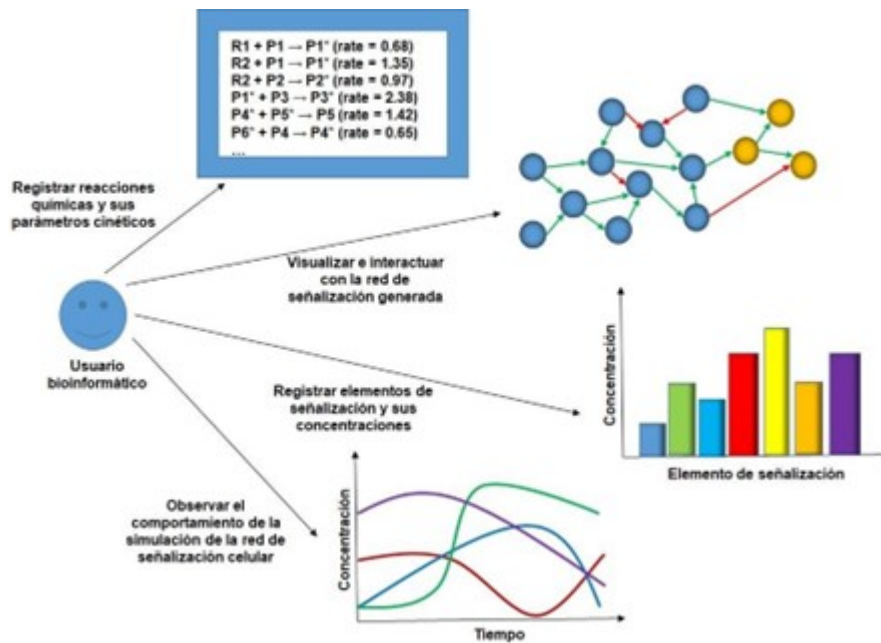 R1 + P1 → P1* (rate = 0.68)
R2 + P1 → P1* (rate = 1.35)
R2 + P2 → P2* (rate = 0.97)
P1* + P3 → P3* (rate = 2.38)
P4* + P5* → P5 (rate = 1.42)
P6* + P4 → P4* (rate = 0.65)
...
Registrar reacciones
químicas y sus
parámetros cinéticos
Visualizar e interactuar
con la red de
señalización generada
Usuario
bioinformático
Registrar elementos de
señalización y sus
concentraciones
Concentración
Elemento de señalización
Observar el
comportamiento de la
simulación de la red de
señalización celular
Concentración
Tiempo